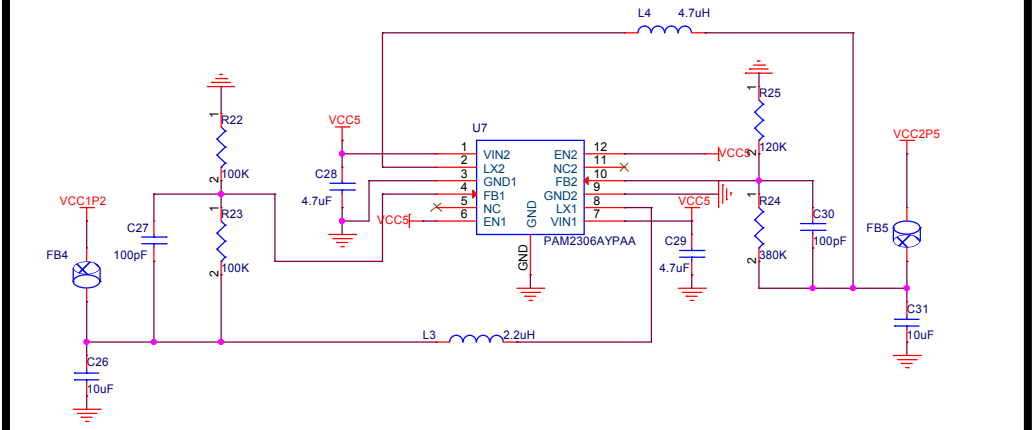 L4 4.7uH
R22
1
2
100K
R25
1
2
120K
VCC5
U7
VCC2P5
1 VIN2
2 LX2
3 GND1
4 FB1
5 NC
6 EN1
EN2 12
NC2 11
FB2 10
GND2 9
LX1 8
VIN1 7
GND
GND
PAM2306AYPAA
VCC5
C28
4.7uF
VCC5
VCC5
VCC1P2
FB4
C27
100pF
R23
1
2
100K
C29
4.7uF
R24
1
2
380K
C30
100pF
FB5
L3 2.2uH
C31
10uF
C26
10uF